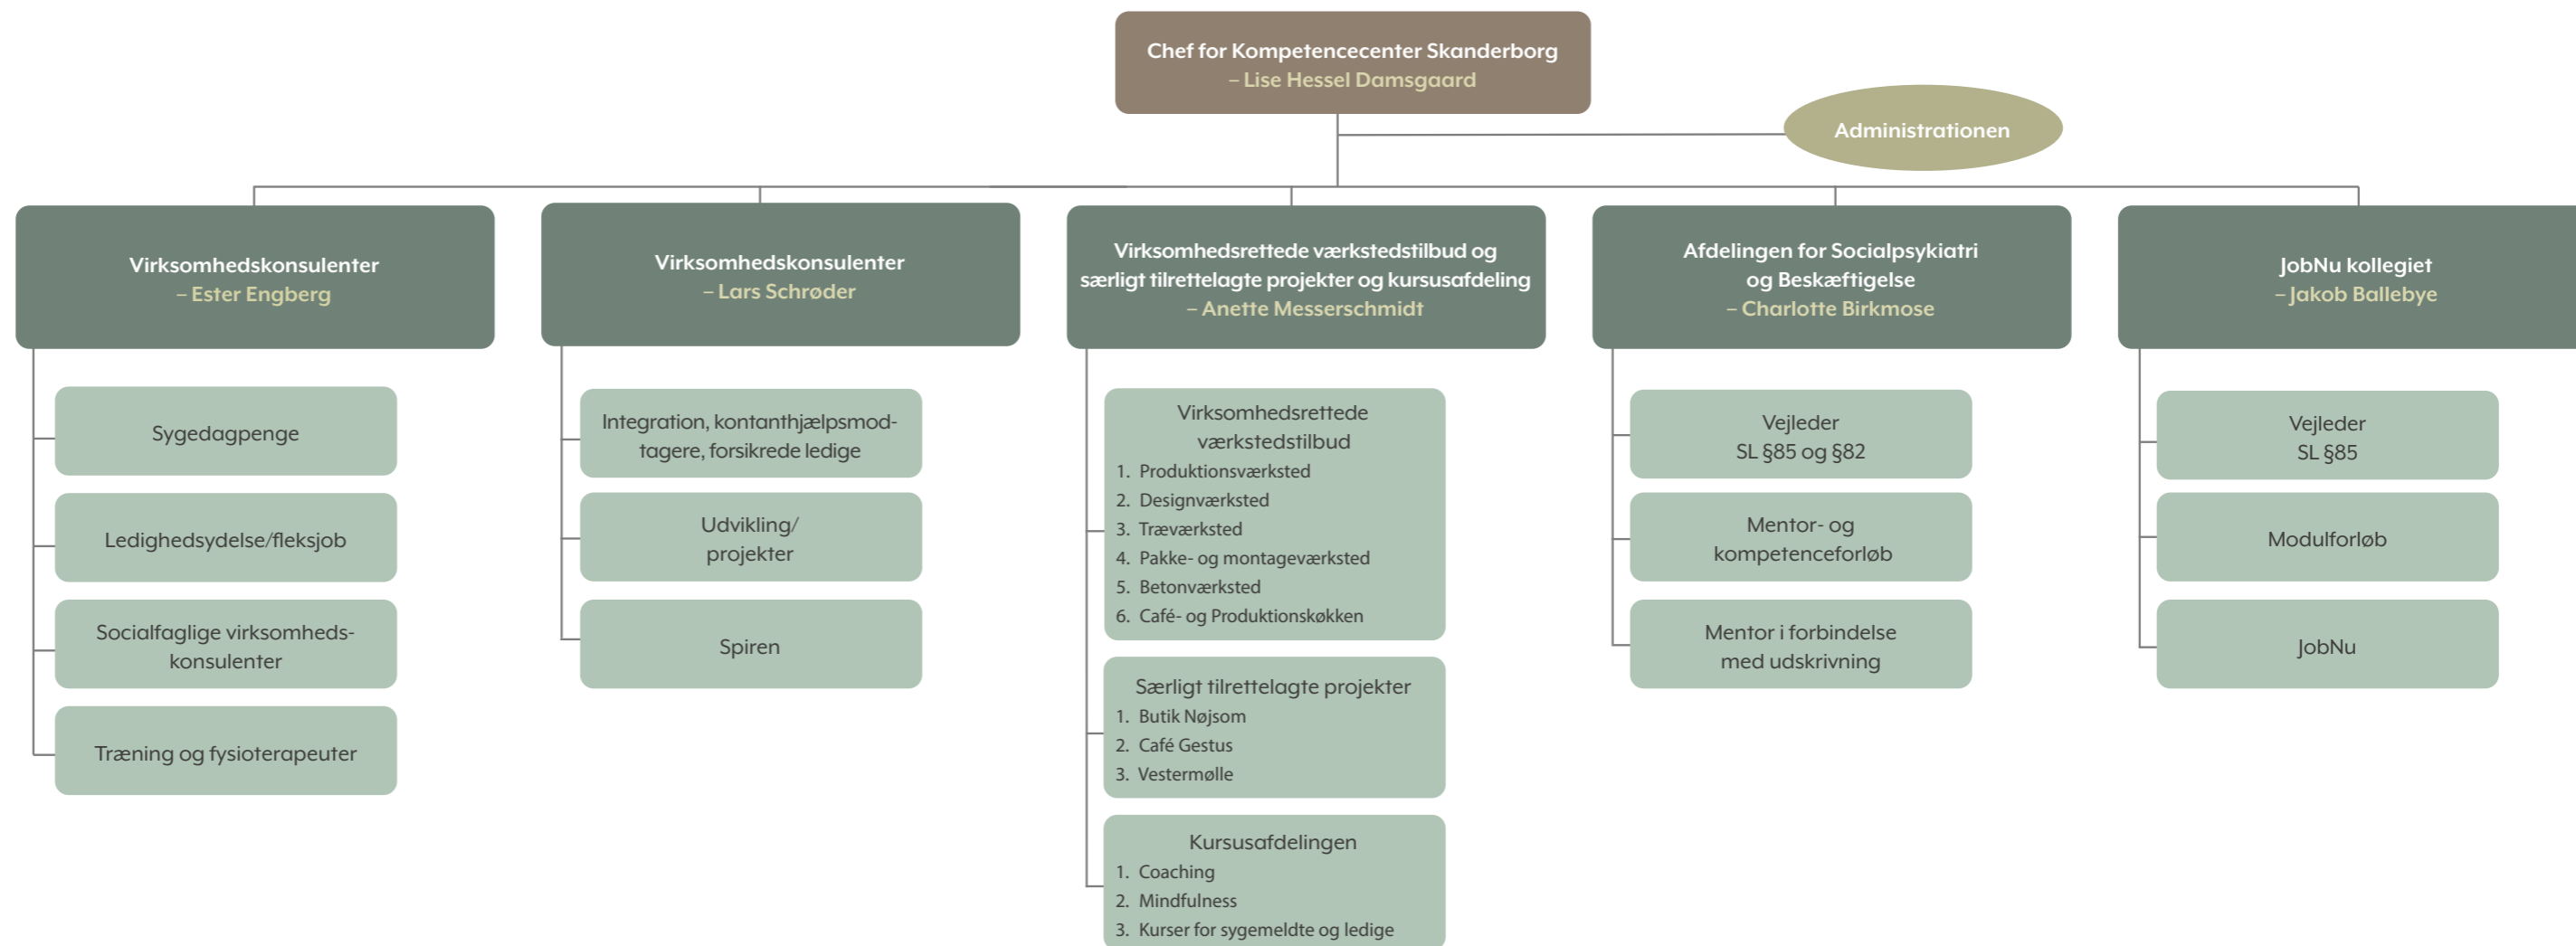 Chef for Kompetencecenter Skanderborg
– Lise Hessel Damsgaard
Administrationen
Virksomhedskonsulenter
– Ester Engberg
Sygedagpenge
Ledighedsydelse/fleksjob
Socialfaglige virksomheds-
konsulenter
Træning og fysioterapeuter
Virksomhedskonsulenter
– Lars Schrøder
Integration, kontanthjælpsmod-
tagere, forsikrede ledige
Udvikling/
projekter
Spiren
Virksomhedsrettede værkstedstilbud og
særligt tilrettelagte projekter og kursusafdeling
– Anette Messerschmidt
Virksomhedsrettede
værkstedstilbud
1. Produktionsværksted
2. Designværksted
3. Træværksted
4. Pakke- og montageværksted
5. Betonværksted
6. Café- og Produktionskøkken
Særligt tilrettelagte projekter
1. Butik Nøjsom
2. Café Gestus
3. Vestermølle
Kursusafdelingen
1. Coaching
2. Mindfulness
3. Kurser for sygemeldte og ledige
Afdelingen for Socialpsykiatri
og Beskæftigelse
– Charlotte Birkmose
Vejleder
SL §85 og §82
Mentor- og
kompetenceforløb
Mentor i forbindelse
med udskrivning
JobNu kollegiet
– Jakob Ballebye
Vejleder
SL §85
Modulforløb
JobNu